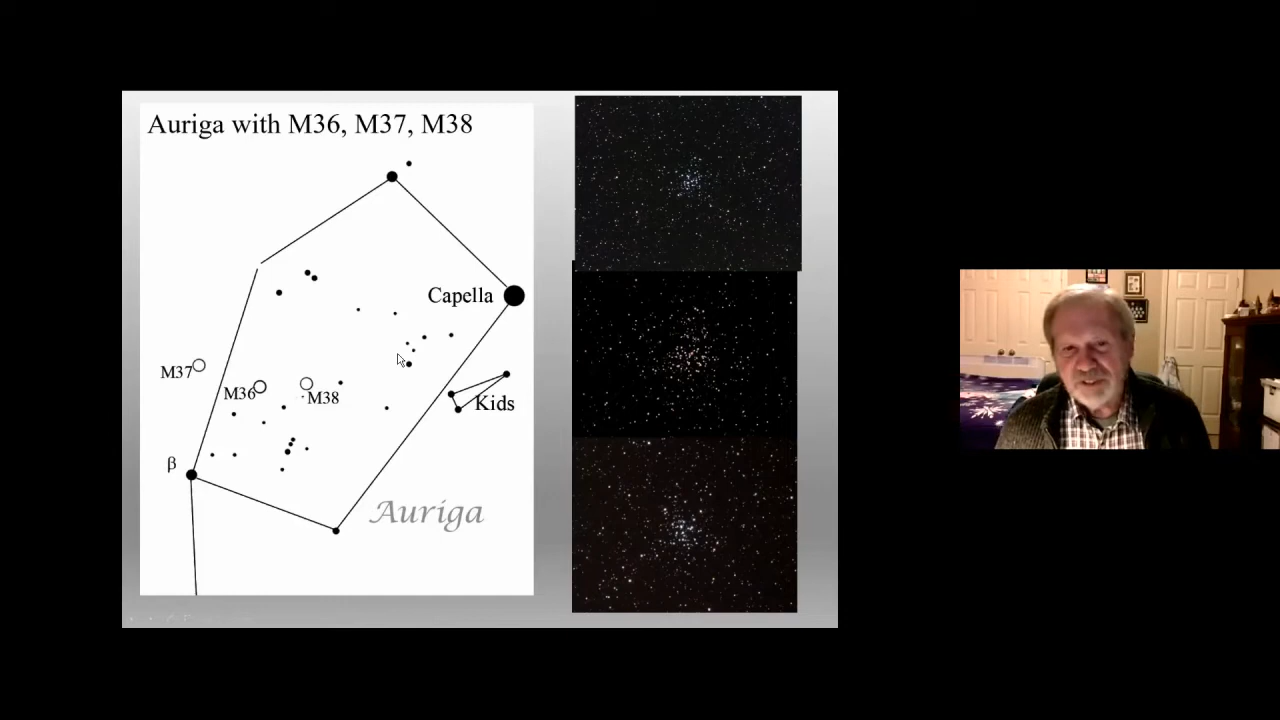 Auriga with M36, M37, M38
Capella
M37
M36
M38
Kids
β
Auriga